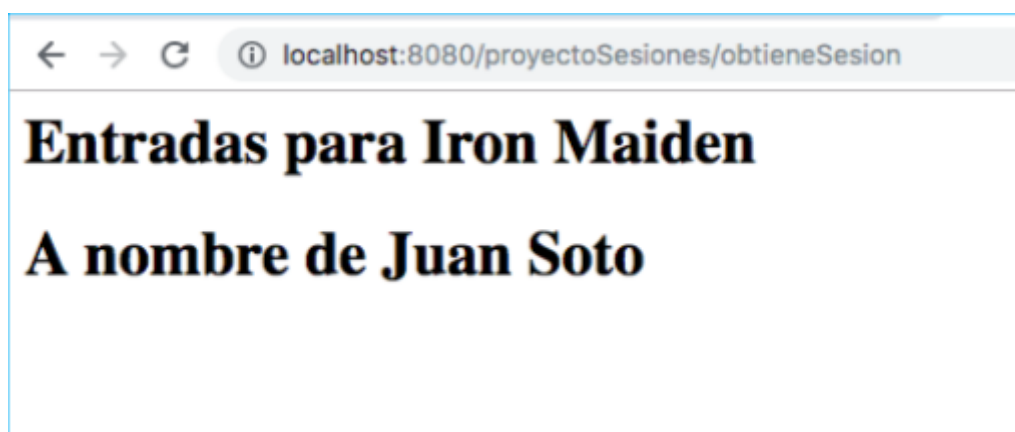 localhost:8080/proyectoSesiones/obtieneSesion
Entradas para Iron Maiden
A nombre de Juan Soto